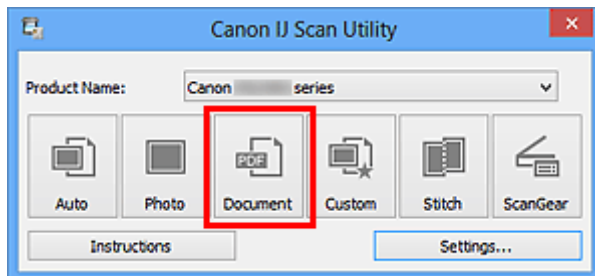 Canon IJ Scan Utility
Product Name: Canon series
PDF
Auto Photo Document Custom Stitch ScanGear
Instructions Settings...